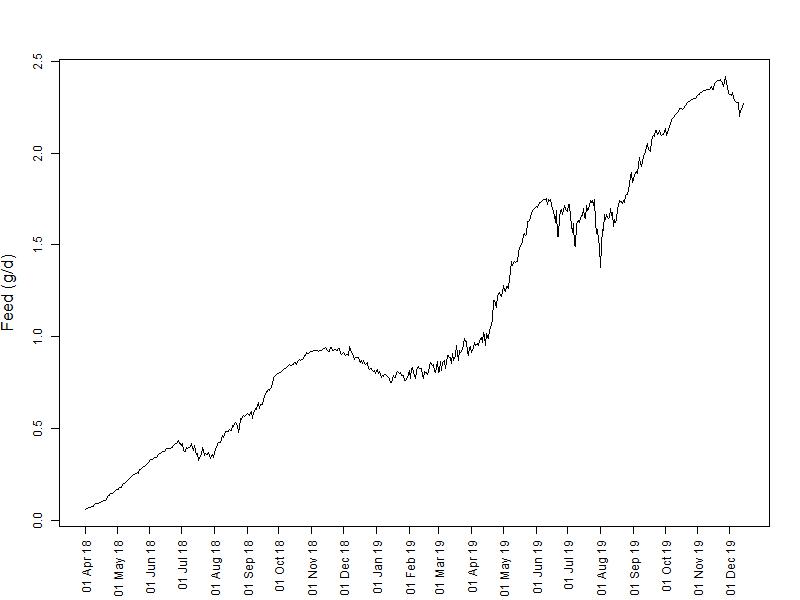 Feed (g/d)
2.5
2.0
1.5
1.0
0.5
0.0
01 Apr 18
01 May 18
01 Jun 18
01 Jul 18
01 Aug 18
01 Sep 18
01 Oct 18
01 Nov 18
01 Dec 18
01 Jan 19
01 Feb 19
01 Mar 19
01 Apr 19
01 May 19
01 Jun 19
01 Jul 19
01 Aug 19
01 Sep 19
01 Oct 19
01 Nov 19
01 Dec 19